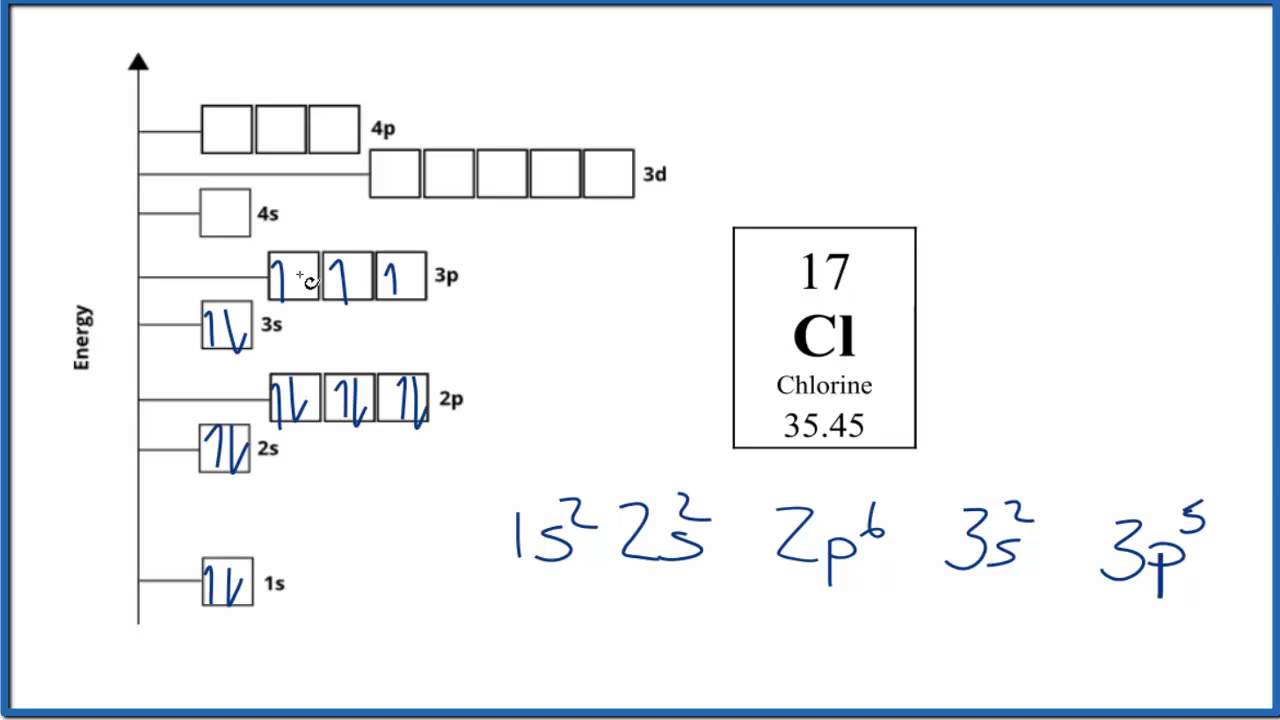 4p
3d
4s
3p
3s
2p
2s
1s
Energy
17
Cl
Chlorine
35.45
1s² 2s² 2p⁶ 3s² 3p⁵